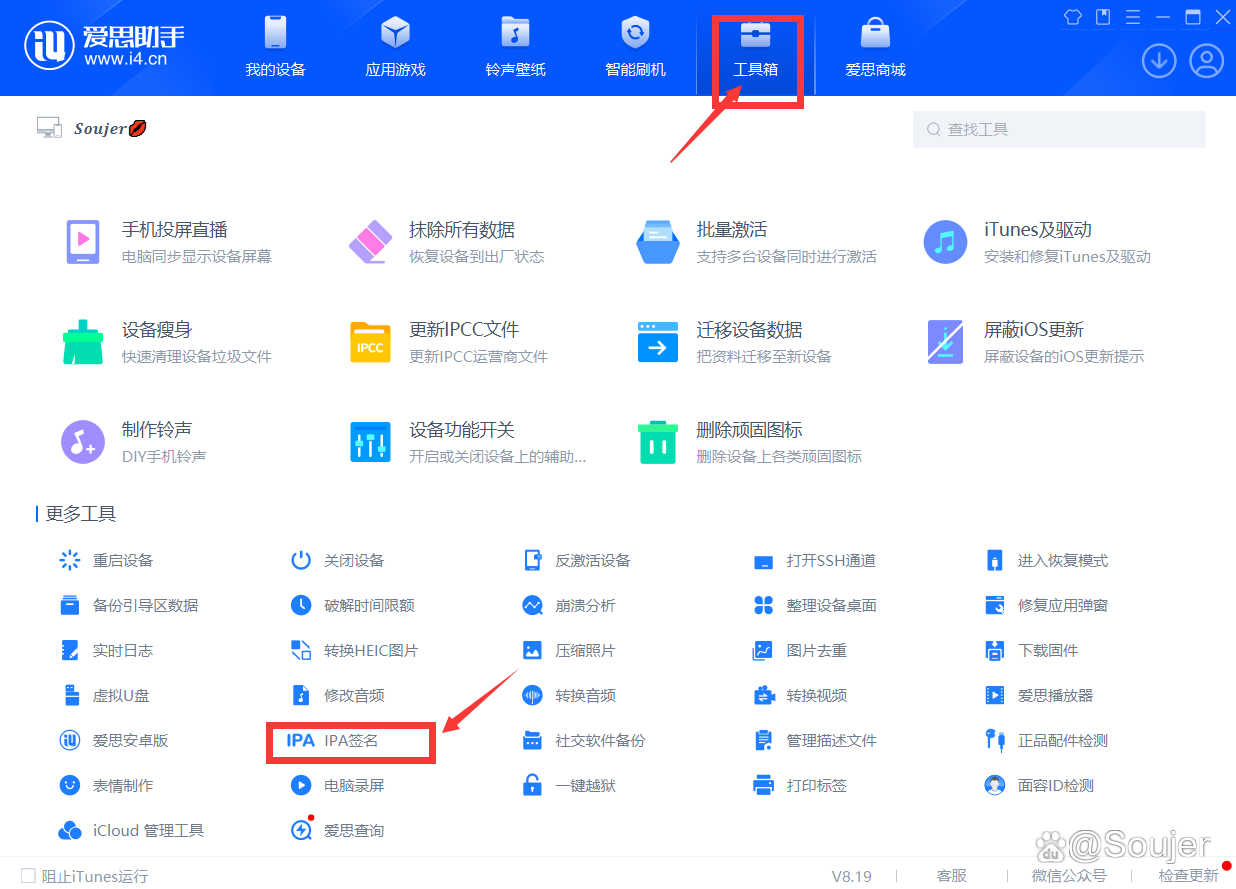 爱思助手
www.i4.cn
我的设备 应用游戏 铃声壁纸 智能刷机 工具箱 爱思商城
Soujer
查找工具
手机投屏直播 抹除所有数据 批量激活 iTunes及驱动
电脑同步显示设备屏幕 恢复设备到出厂状态 支持多台设备同时进行激活 安装和修复iTunes及驱动
设备瘦身 更新IPCC文件 迁移设备数据 屏蔽iOS更新
IPCC
快速清理设备垃圾文件 更新IPCC运营商文件 把资料迁移至新设备 屏蔽设备的iOS更新提示
制作铃声 设备功能开关 删除顽固图标
DIY手机铃声 开启或关闭设备上的辅助... 删除设备上各类顽固图标
更多工具
重启设备 关闭设备 反激活设备 打开SSH通道 进入恢复模式
备份引导区数据 破解时间限额 崩溃分析 整理设备桌面 修复应用弹窗
实时日志 转换HEIC图片 压缩照片 图片去重 下载固件
虚拟U盘 修改音频 转换音频 转换视频 爱思播放器
爱思安卓版 IPA IPA签名 社交软件备份 管理描述文件 正品配件检测
表情制作 电脑录屏 一键越狱 打印标签 面容ID检测
iCloud 管理工具 爱思查询
du @Soujer
阻止iTunes运行 V8.19 客服 微信公众号 检查更新